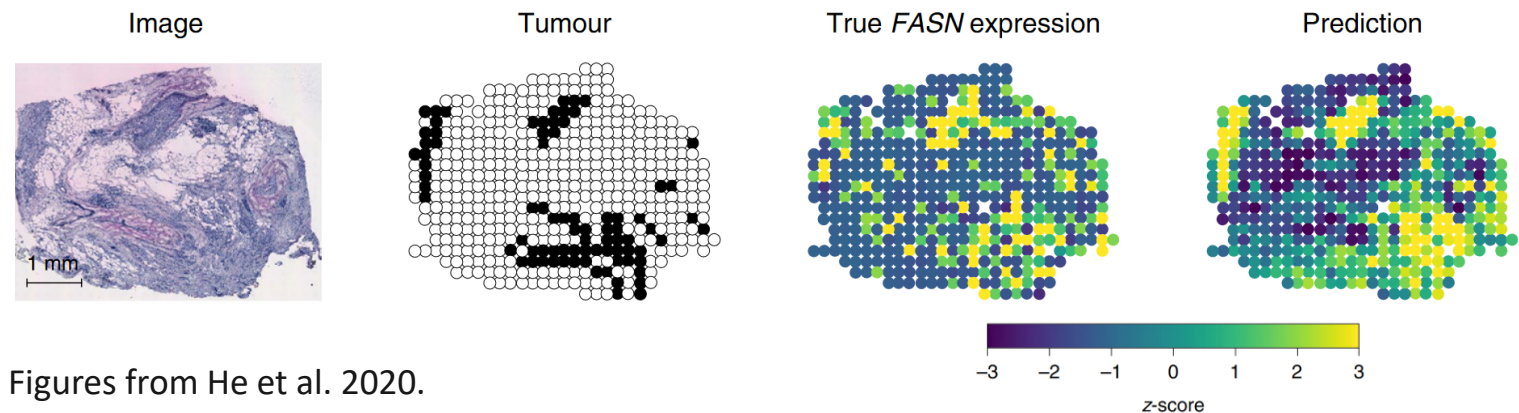 Image
Tumour
True FASN expression
Prediction
1 mm
−3 −2 −1 0 1 2 3
z-score
Figures from He et al. 2020.